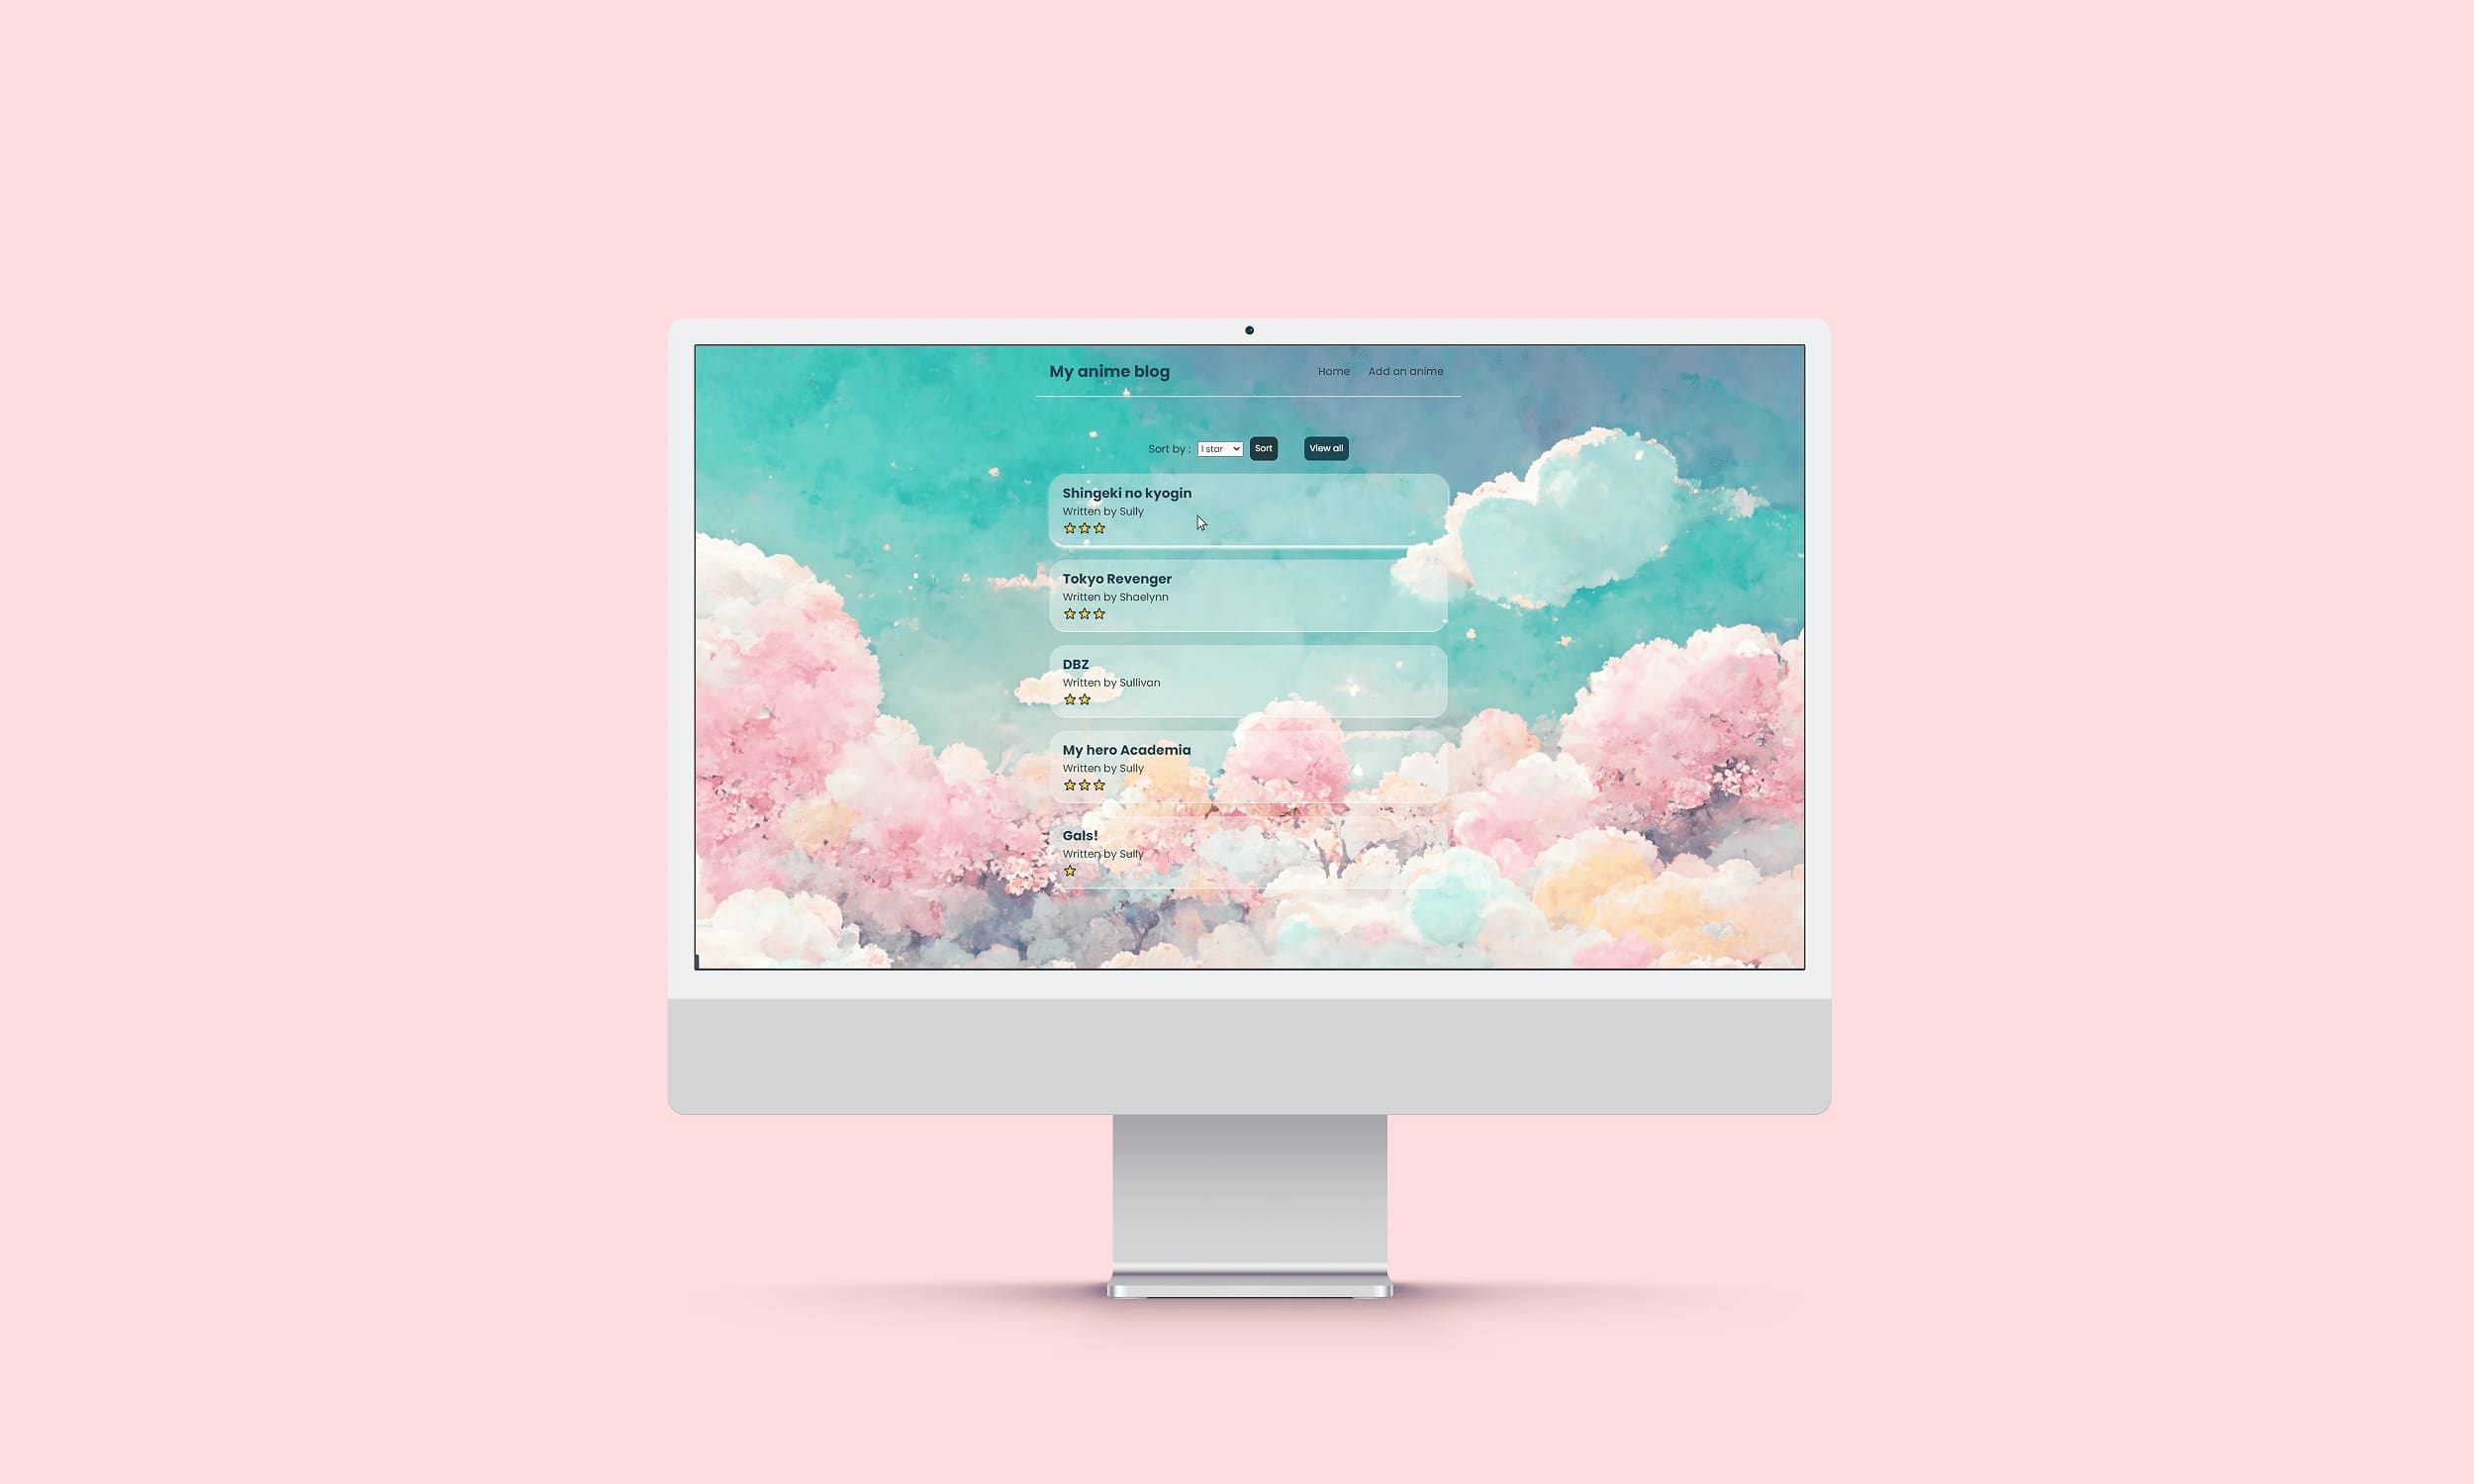 My anime blog
Home Add an anime
Sort by : 1 star Sort View all
Shingeki no kyogin
Written by Sully
Tokyo Revenger
Written by Shaelynn
DBZ
Written by Sullivan
My hero Academia
Written by Sully
Gals!
Written by Sully